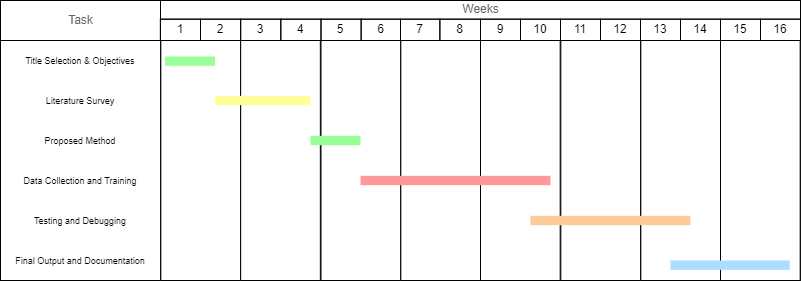 Task
Weeks
1 2 3 4 5 6 7 8 9 10 11 12 13 14 15 16
Title Selection & Objectives
Literature Survey
Proposed Method
Data Collection and Training
Testing and Debugging
Final Output and Documentation